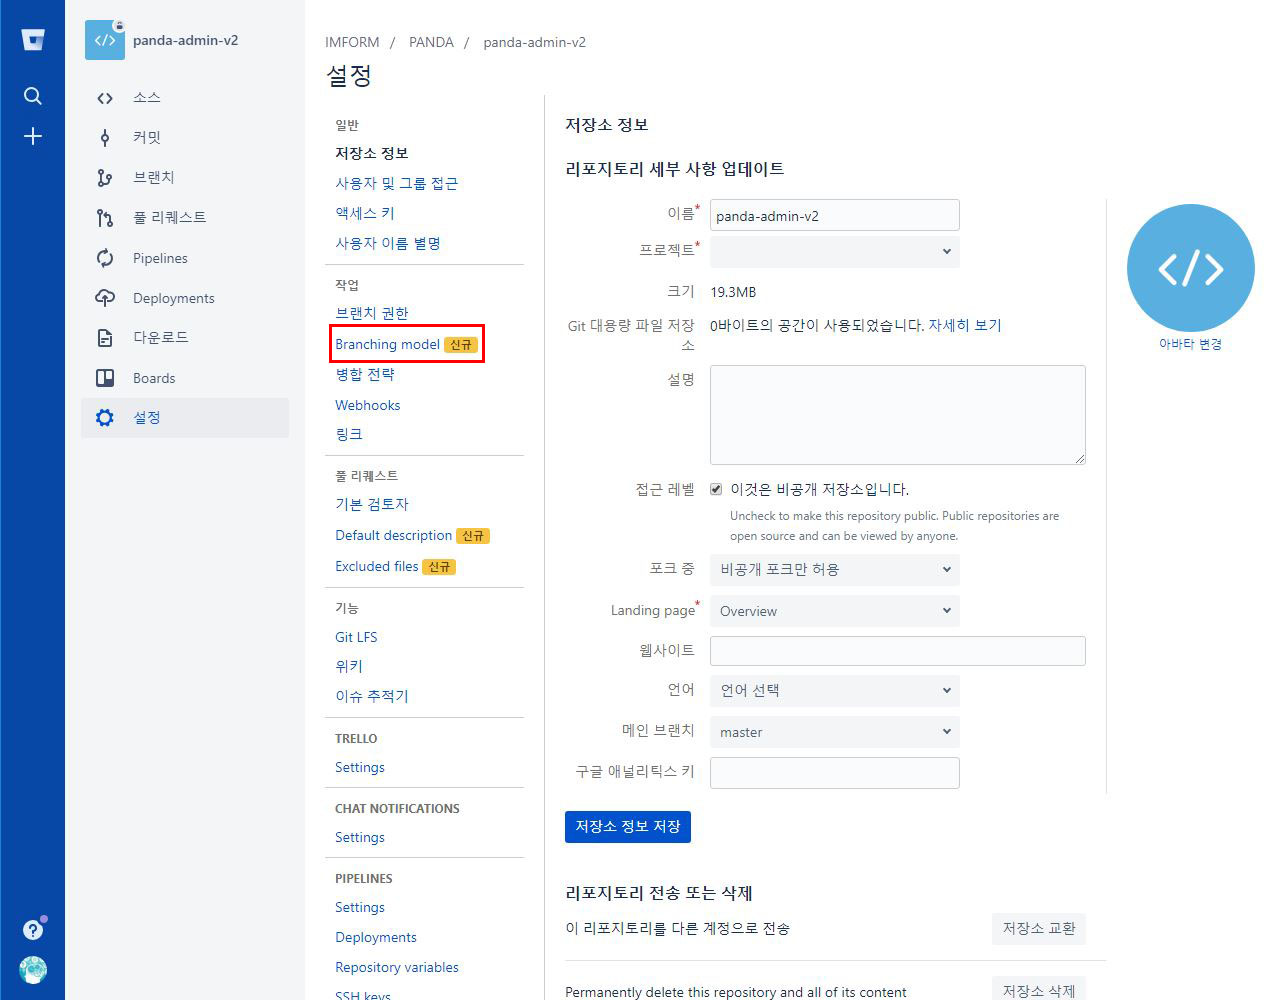 panda-admin-v2
소스
커밋
브랜치
풀 리퀘스트
Pipelines
Deployments
다운로드
Boards
설정
IMFORM / PANDA / panda-admin-v2
설정
일반
저장소 정보
사용자 및 그룹 접근
액세스 키
사용자 이름 별명
작업
브랜치 권한
Branching model 신규
병합 전략
Webhooks
링크
풀 리퀘스트
기본 검토자
Default description 신규
Excluded files 신규
기능
Git LFS
위키
이슈 추적기
TRELLO
Settings
CHAT NOTIFICATIONS
Settings
PIPELINES
Settings
Deployments
Repository variables
SSH keys
저장소 정보
리포지토리 세부 사항 업데이트
이름* panda-admin-v2
프로젝트*
크기 19.3MB
Git 대용량 파일 저장 0바이트의 공간이 사용되었습니다. 자세히 보기
소
설명
접근 레벨 이것은 비공개 저장소입니다.
Uncheck to make this repository public. Public repositories are
open source and can be viewed by anyone.
포크 중 비공개 포크만 허용
Landing page* Overview
웹사이트
언어 언어 선택
메인 브랜치 master
구글 애널리틱스 키
저장소 정보 저장
</> 
아바타 변경
리포지토리 전송 또는 삭제
이 리포지토리를 다른 계정으로 전송 저장소 교환
Permanently delete this repository and all of its content 저장소 삭제